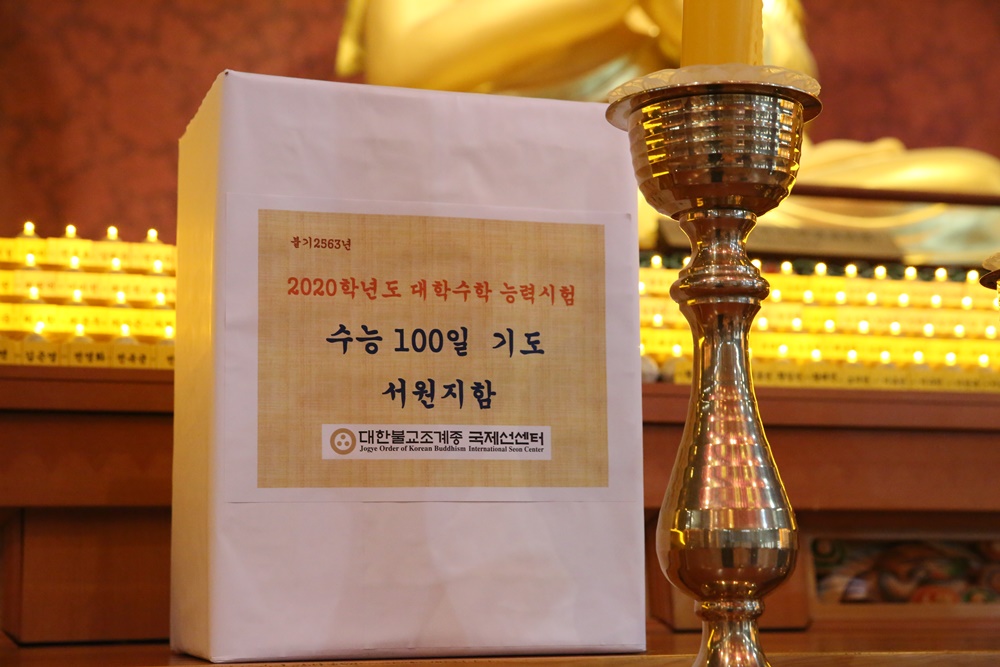 불기2563년
2020학년도 대학수학 능력시험
수능 100일 기도
서원지함
대한불교조계종 국제선센터
Jogye Order of Korean Buddhism International Seon Center